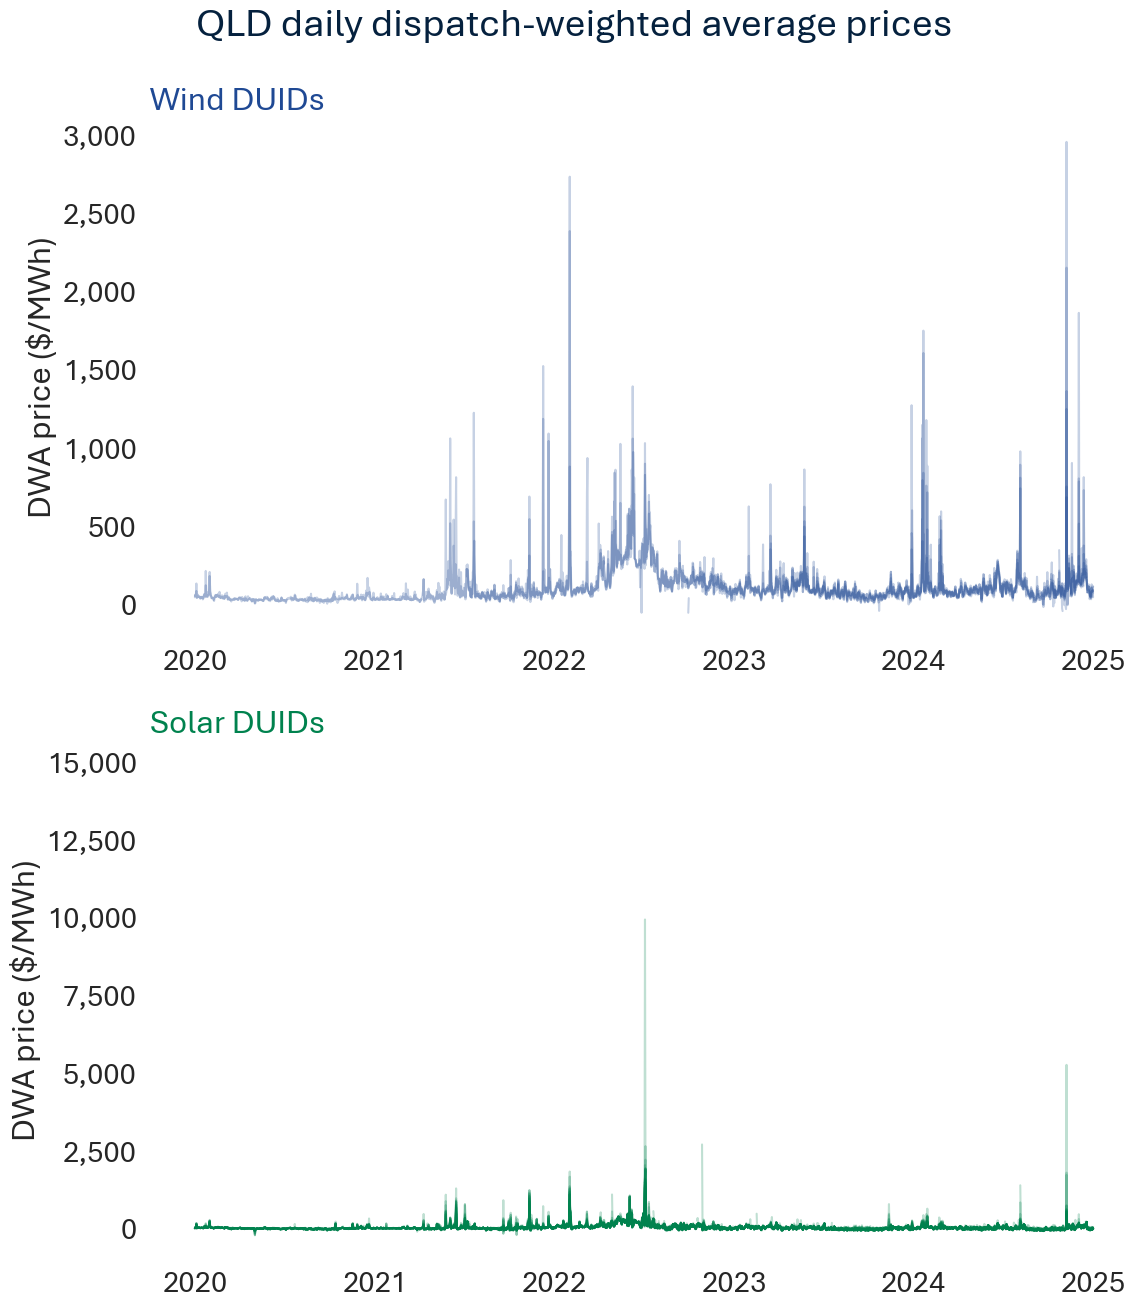 QLD daily dispatch-weighted average prices
Wind DUIDs
DWA price ($/MWh)
3,000
2,500
2,000
1,500
1,000
500
0
2020 2021 2022 2023 2024 2025
Solar DUIDs
DWA price ($/MWh)
15,000
12,500
10,000
7,500
5,000
2,500
0
2020 2021 2022 2023 2024 2025